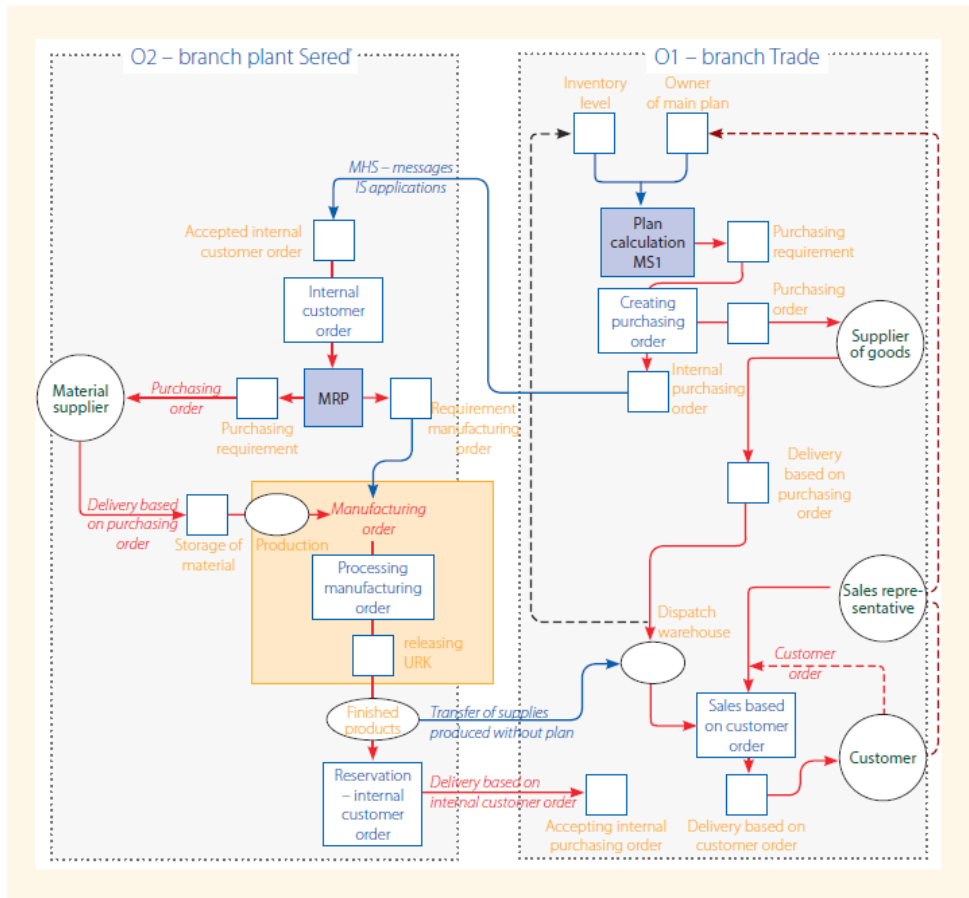 O2 – branch plant Sereď
O1 – branch Trade
Inventory
level
Owner
of main plan
MHS – messages
IS applications
Accepted internal
customer order
Plan
calculation
MS1
Purchasing
requirement
Internal
customer
order
Creating
purchasing
order
Purchasing
order
Supplier
of goods
Material
supplier
Purchasing
order
MRP
Internal
purchasing
order
Purchasing
requirement
Requirement
manufacturing
order
Delivery
based on
purchasing
order
Delivery based
on purchasing
order
Storage of
material
Production
Manufacturing
order
Processing
manufacturing
order
releasing
URK
Sales repre-
sentative
Dispatch
warehouse
Customer
order
Finished
products
Transfer of supplies
produced without plan
Sales based
on customer
order
Customer
Reservation
– internal
customer
order
Delivery based on
internal customer order
Accepting internal
purchasing order
Delivery based on
customer order